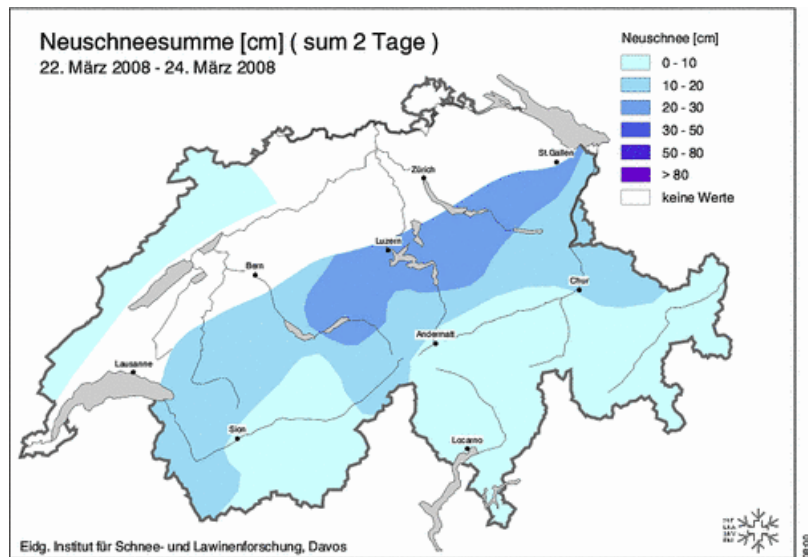 Neuschneesumme [cm] ( sum 2 Tage )
22. März 2008 - 24. März 2008
Neuschnee [cm]
0 - 10
10 - 20
20 - 30
30 - 50
50 - 80
> 80
keine Werte
St.Gallen
Zürich
Luzern
Bern
Chur
Andermatt
Lausanne
Sion
Locarno
Eidg. Institut für Schnee- und Lawinenforschung, Davos